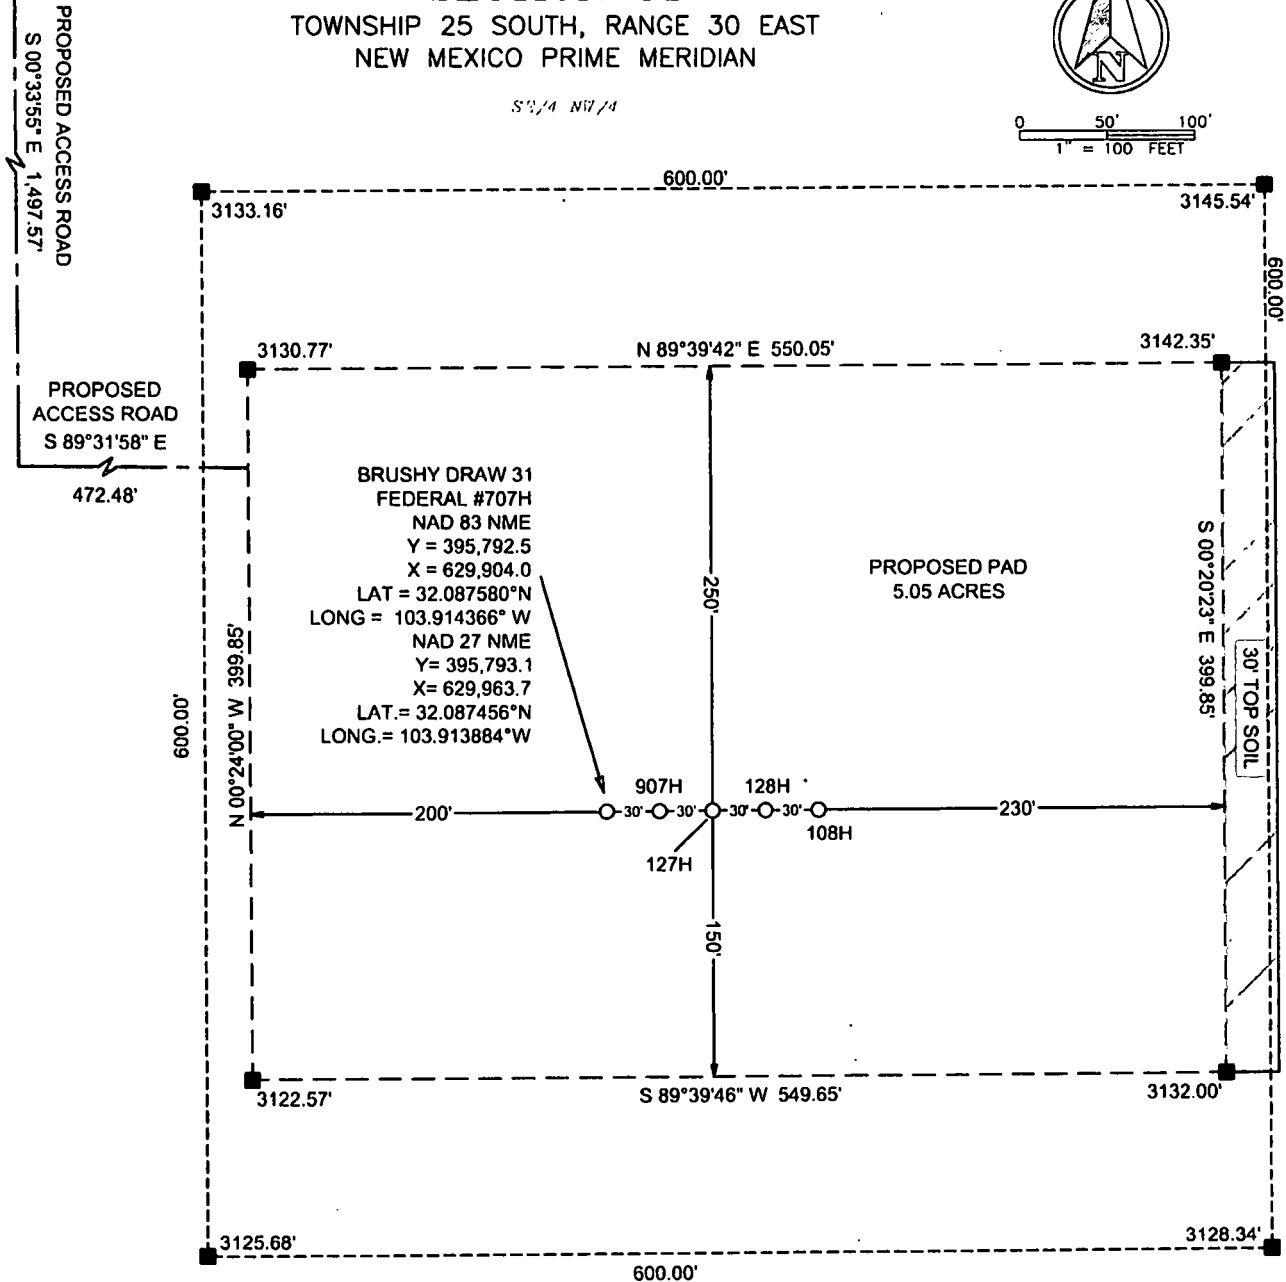 TOWNSHIP 25 SOUTH, RANGE 30 EAST
NEW MEXICO PRIME MERIDIAN
N
0 50' 100'
1" = 100 FEET
PROPOSED ACCESS ROAD
S 00°33'55" E 1,497.57'
600.00'
3133.16'
3145.54'
600.00'
3130.77'
N 89°39'42" E 550.05'
3142.35'
PROPOSED
ACCESS ROAD
S 89°31'58" E
472.48'
BRUSHY DRAW 31
FEDERAL #707H
NAD 83 NME
Y = 395,792.5
X = 629,904.0
LAT = 32.087580°N
LONG = 103.914366° W
NAD 27 NME
Y= 395,793.1
X= 629,963.7
LAT.= 32.087456°N
LONG.= 103.913884°W
250'
PROPOSED PAD
5.05 ACRES
S 00°20'23" E 399.85'
30' TOP SOIL
N 00°24'00" W 399.85'
600.00'
907H
128H
200'
30'
30'
30'
30'
230'
127H
108H
150'
3122.57'
S 89°39'46" W 549.65'
3132.00'
3125.68'
3128.34'
600.00'